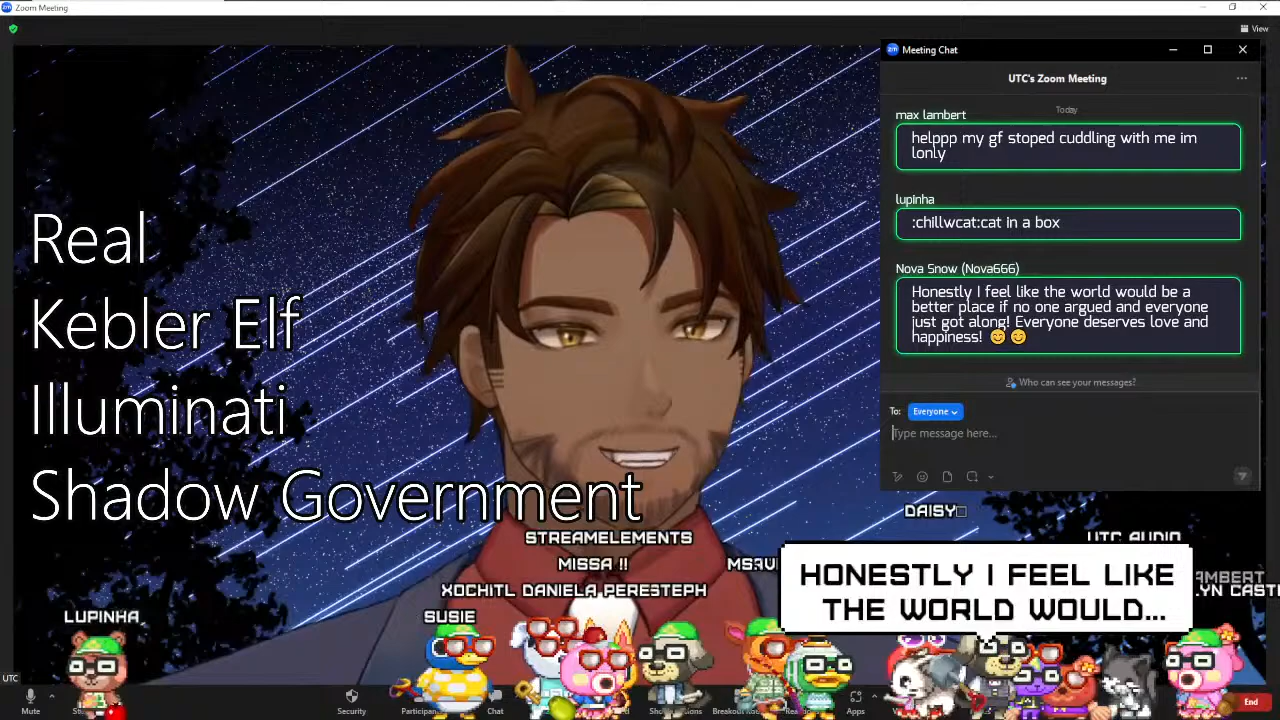 Zoom Meeting
View
Meeting Chat
UTC's Zoom Meeting
Today
max lambert
helppp my gf stoped cuddling with me im
lonly
lupinha
:chillwcat:cat in a box
Nova Snow (Nova666)
Honestly I feel like the world would be a
better place if no one argued and everyone
just got along! Everyone deserves love and
happiness! 😊 😊
Who can see your messages?
To: Everyone
Type message here...
Real
Kebler Elf
Illuminati
Shadow Government
STREAMELEMENTS
MISSA !!
XOCHITL DANIELA PERESTEPH
DAISY
UTC AUDIO
HONESTLY I FEEL LIKE
THE WORLD WOULD...
LUPINHA
SUSIE
UTC
Mute
Security
Chat
Apps
End